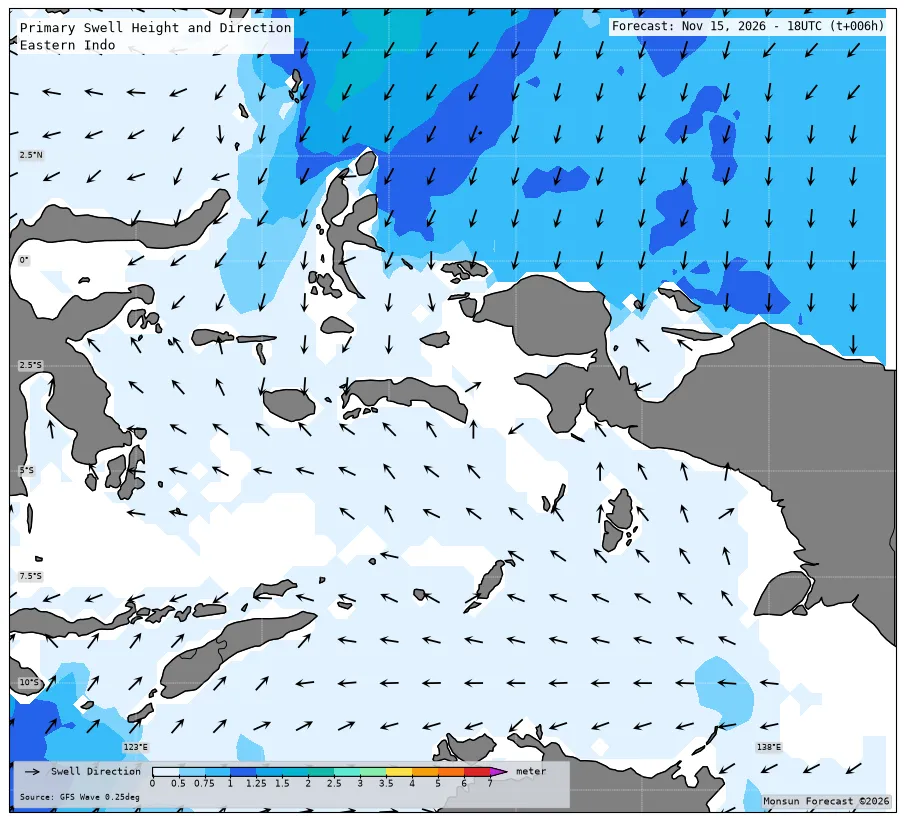 Primary Swell Height and Direction
Eastern Indo
Forecast: Nov 15, 2026 - 18UTC (t+006h)
2.5°N
0°
2.5°S
5°S
7.5°S
10°S
123°E
138°E
Swell Direction
meter
0 0.5 0.75 1 1.25 1.5 2 2.5 3 3.5 4 5 6 7
Source: GFS Wave 0.25deg
Monsun Forecast ©2026